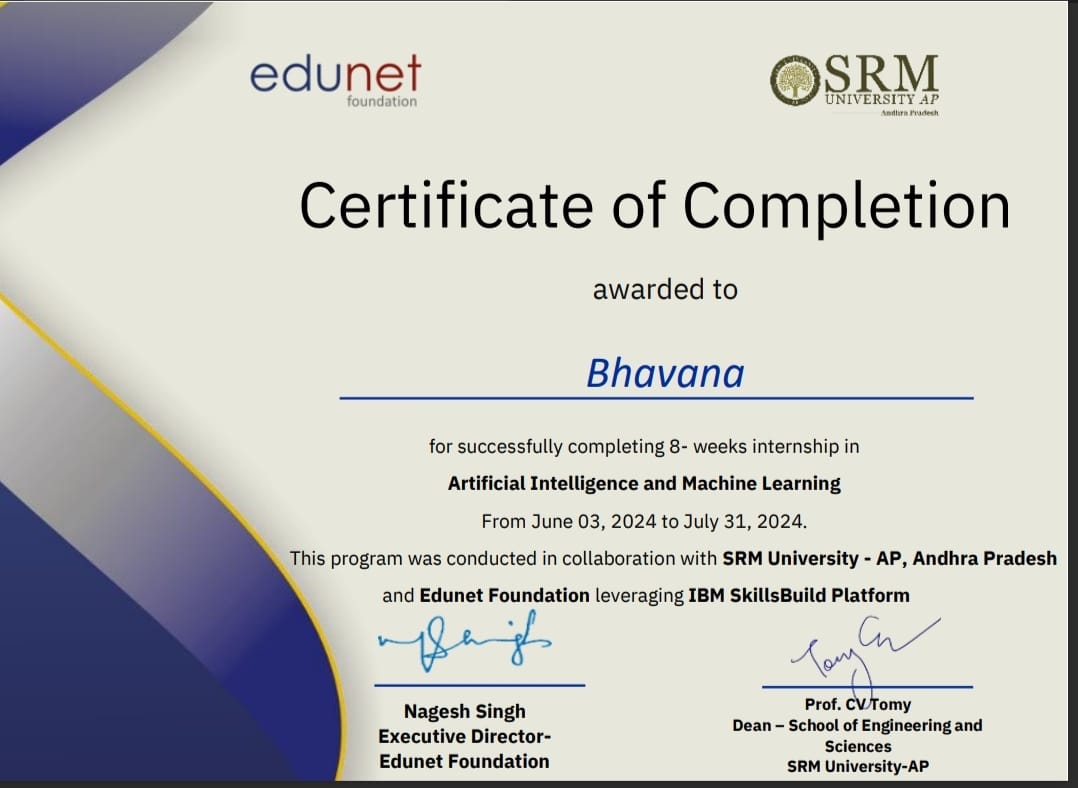 edunet
foundation
SRM
UNIVERSITY AP
Andhra Pradesh
Certificate of Completion
awarded to
Bhavana
for successfully completing 8- weeks internship in
Artificial Intelligence and Machine Learning
From June 03, 2024 to July 31, 2024.
This program was conducted in collaboration with SRM University - AP, Andhra Pradesh
and Edunet Foundation leveraging IBM SkillsBuild Platform
Nagesh Singh
Executive Director-
Edunet Foundation
Prof. CV Tomy
Dean – School of Engineering and
Sciences
SRM University-AP